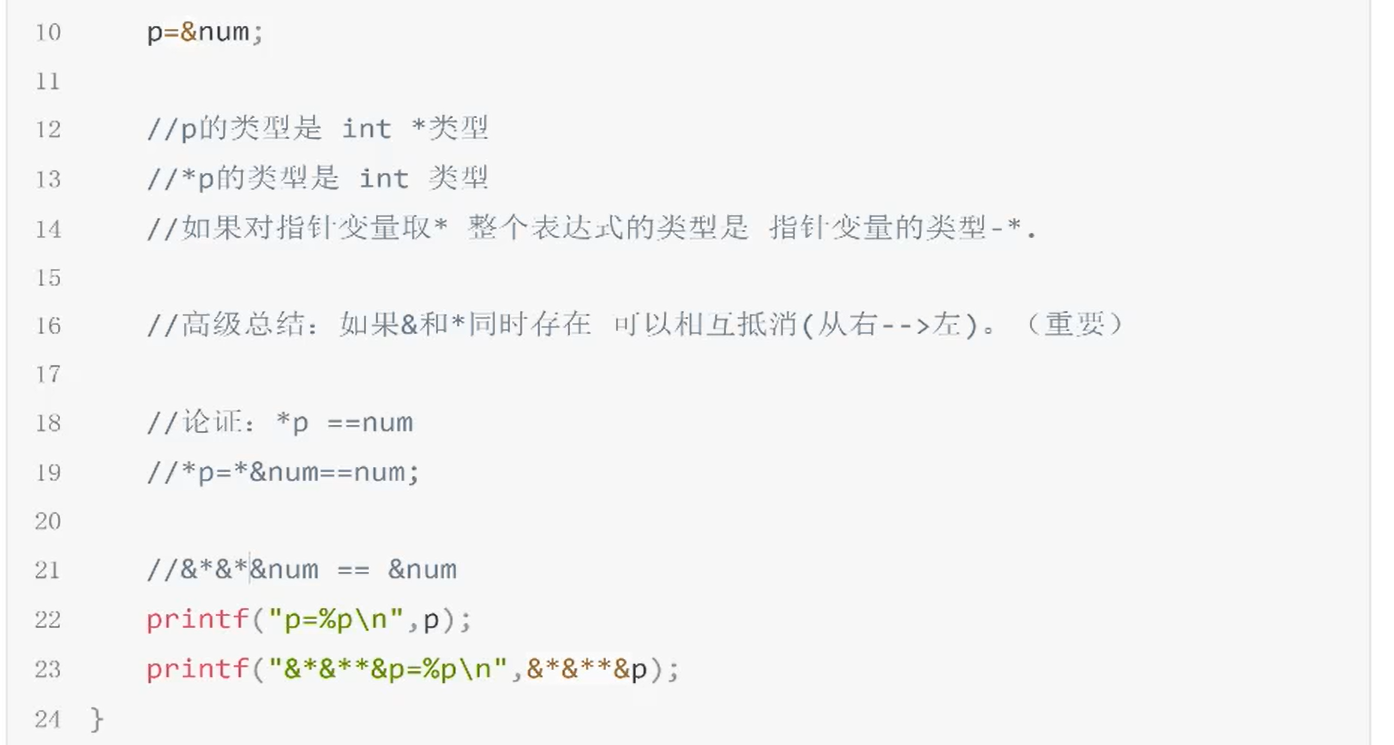 10 p=&num;
11
12 //p的类型是 int *类型
13 //*p的类型是 int 类型
14 //如果对指针变量取* 整个表达式的类型是 指针变量的类型-*.
15
16 //高级总结：如果&和*同时存在 可以相互抵消(从右-->左)。（重要）
17
18 //论证：*p ==num
19 //*p=*&num==num;
20
21 //&*&*&num == &num
22 printf("p=%p\n",p);
23 printf("&*&**&p=%p\n",&*&**&p);
24 }